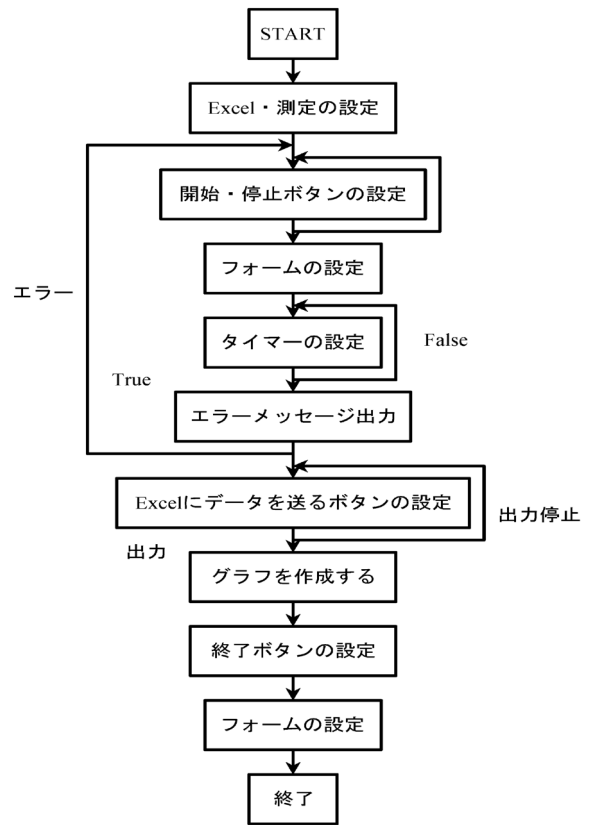 START
Excel・測定の設定
開始・停止ボタンの設定
フォームの設定
エラー
タイマーの設定
False
True
エラーメッセージ出力
Excelにデータを送るボタンの設定
出力停止
出力
グラフを作成する
終了ボタンの設定
フォームの設定
終了